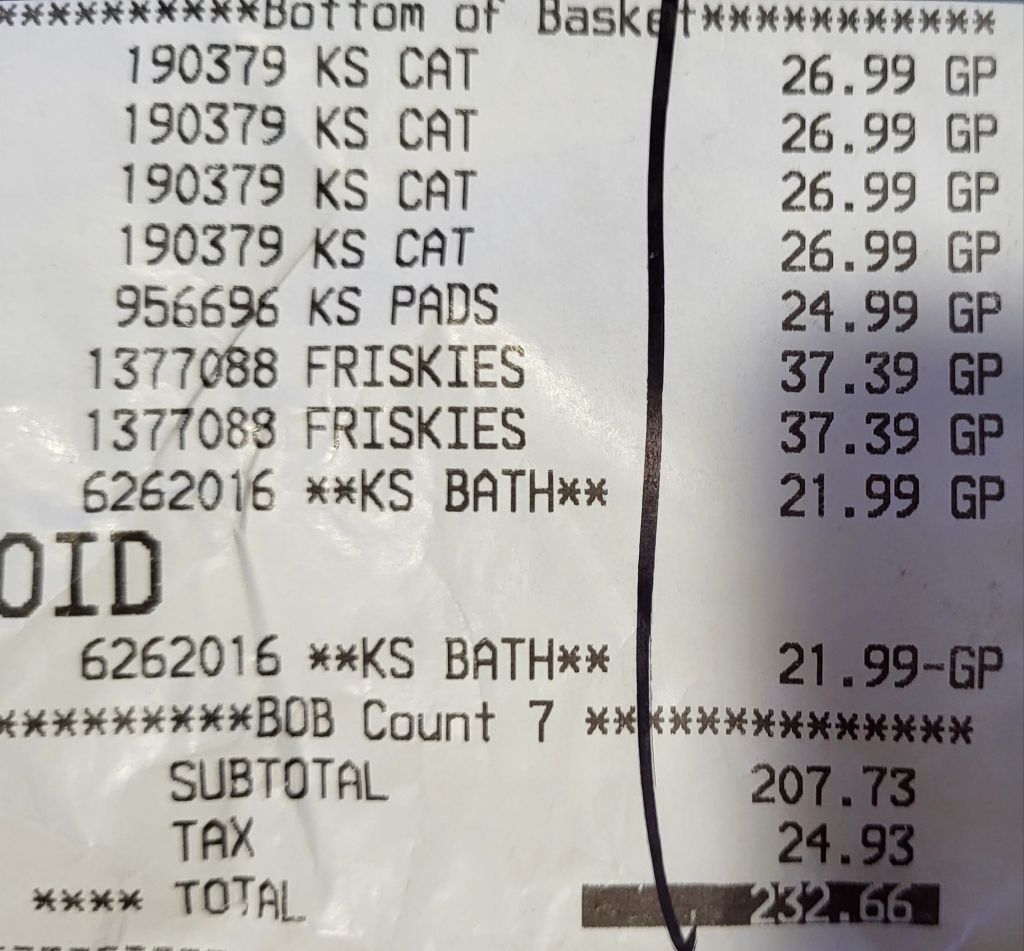 **********Bottom of Basket***********
190379 KS CAT 26.99 GP
190379 KS CAT 26.99 GP
190379 KS CAT 26.99 GP
190379 KS CAT 26.99 GP
956696 KS PADS 24.99 GP
1377088 FRISKIES 37.39 GP
1377088 FRISKIES 37.39 GP
6262016 **KS BATH** 21.99 GP
OID
6262016 **KS BATH** 21.99-GP
**********BOB Count 7 **************
SUBTOTAL 207.73
TAX 24.93
**** TOTAL 232.66